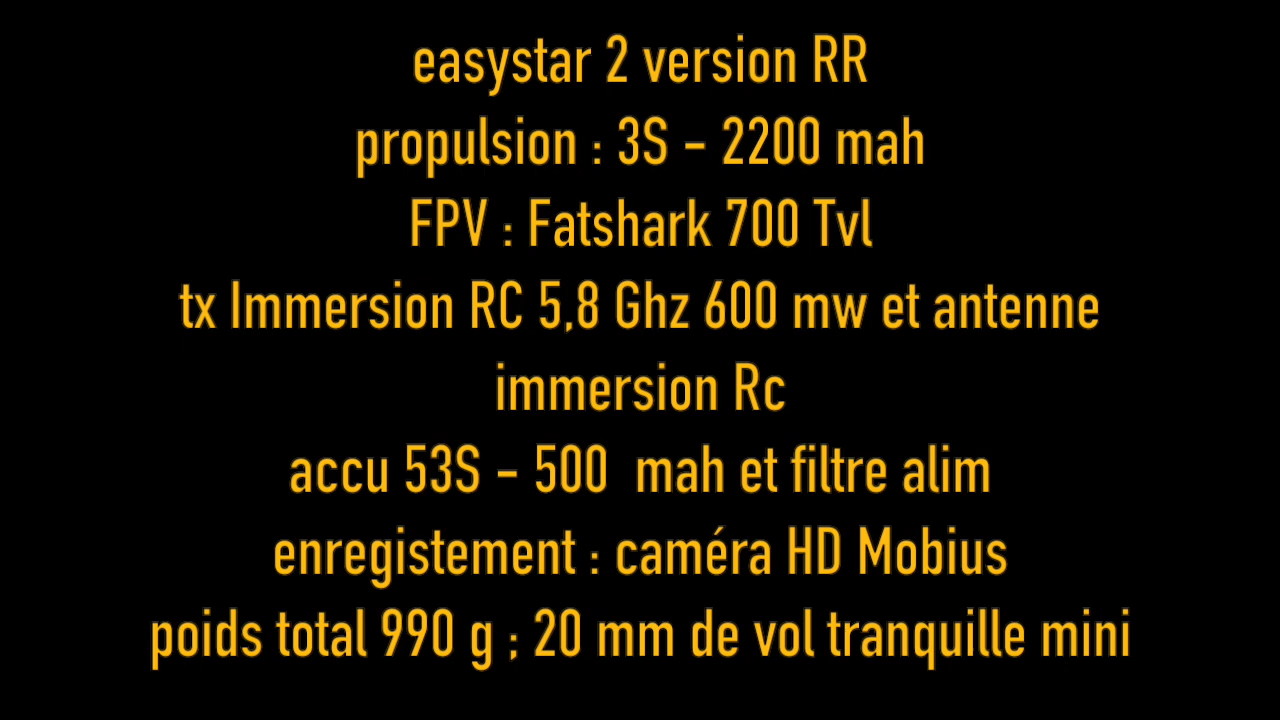 easystar 2 version RR
propulsion : 3S - 2200 mah
FPV : Fatshark 700 Tvl
tx Immersion RC 5,8 Ghz 600 mw et antenne
immersion Rc
accu 53S - 500  mah et filtre alim
enregistement : caméra HD Mobius
poids total 990 g ; 20 mm de vol tranquille mini